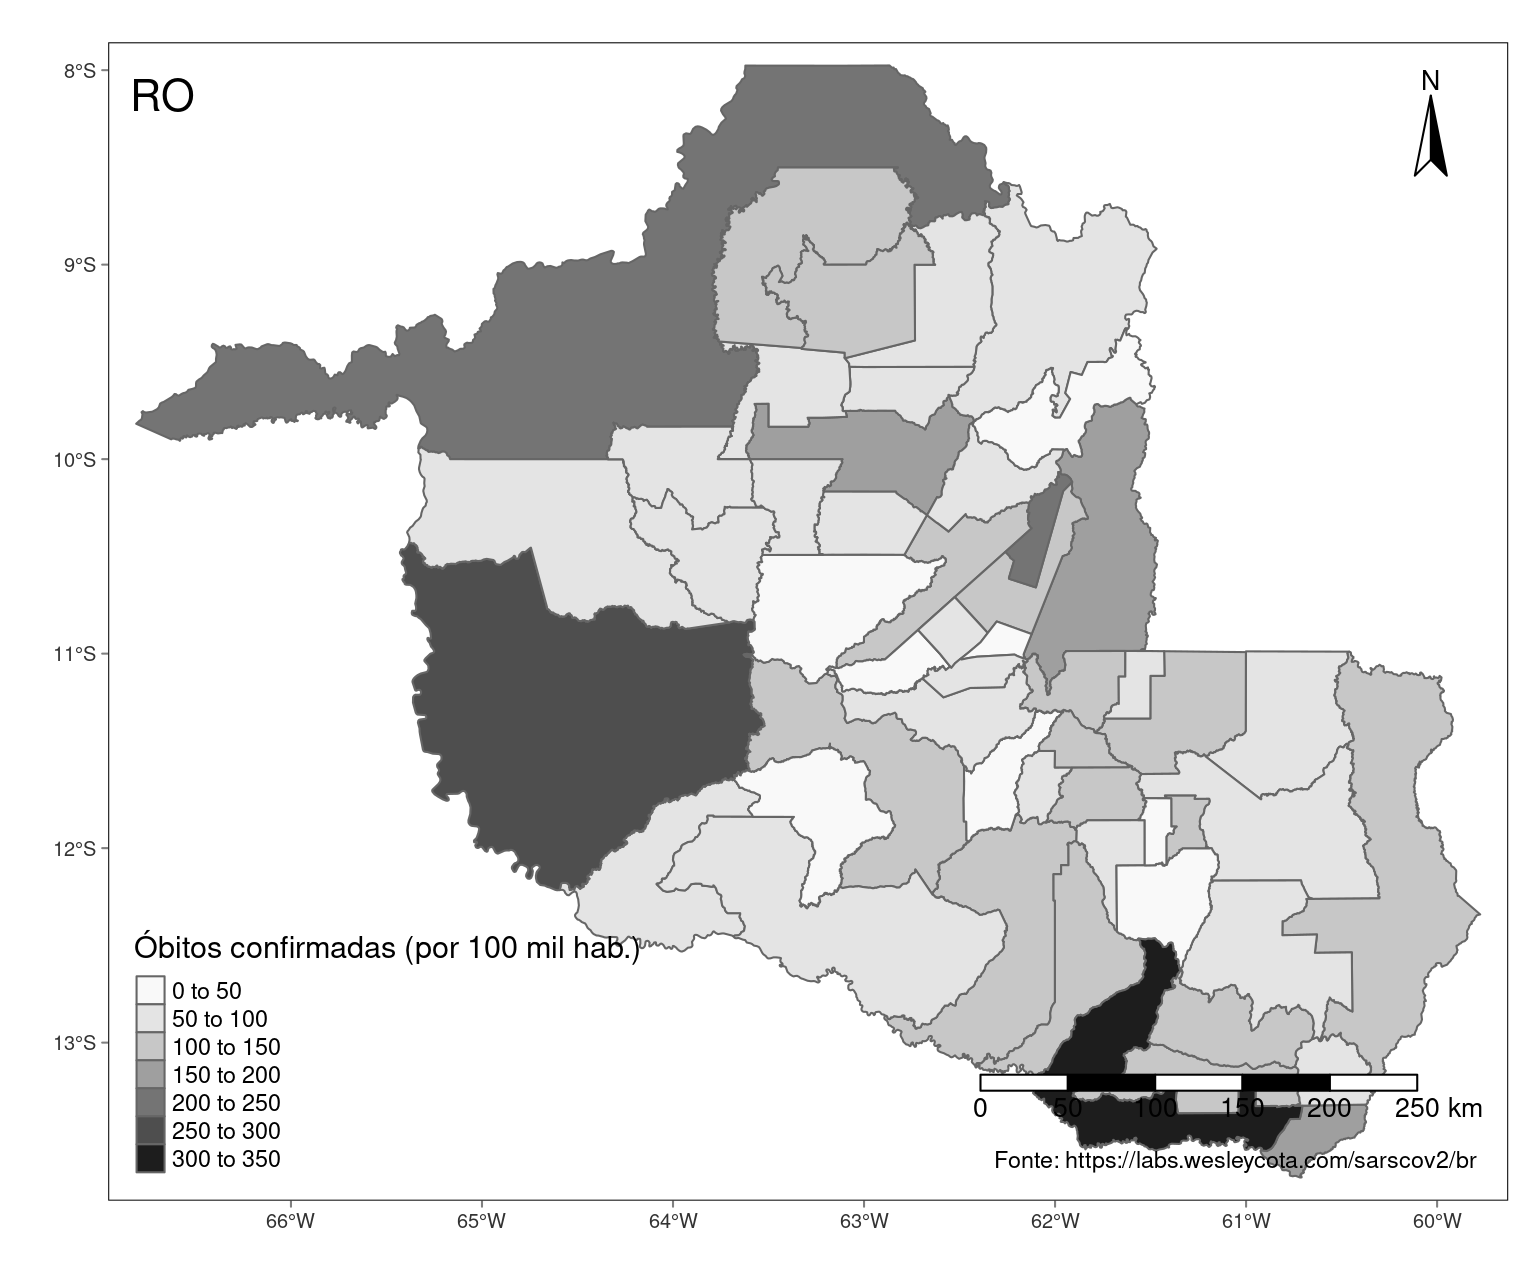 8°S
RO
N
9°S
10°S
11°S
12°S
13°S
Óbitos confirmadas (por 100 mil hab.)
0 to 50
50 to 100
100 to 150
150 to 200
200 to 250
250 to 300
300 to 350
0 50 100 150 200 250 km
Fonte: https://labs.wesleycota.com/sarscov2/br
66°W 65°W 64°W 63°W 62°W 61°W 60°W